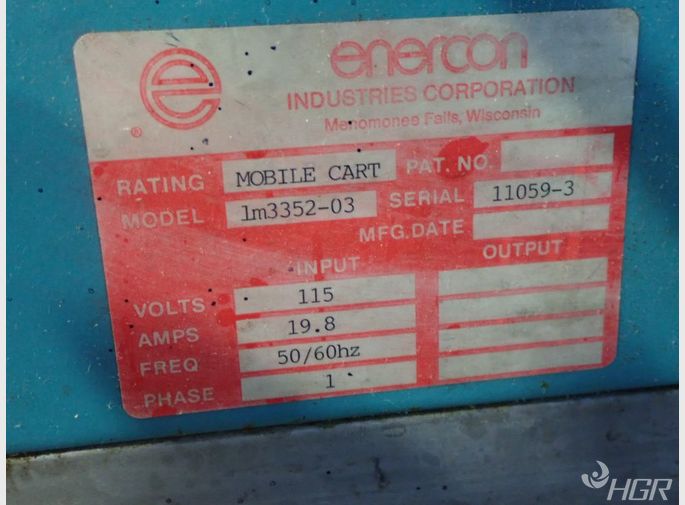 enercon
®
INDUSTRIES CORPORATION
Menomonee Falls, Wisconsin
RATING MOBILE CART PAT. NO.
MODEL 1m3352-03 SERIAL 11059-3
MFG.DATE
INPUT OUTPUT
VOLTS 115
AMPS 19.8
FREQ 50/60hz
PHASE 1
HGR